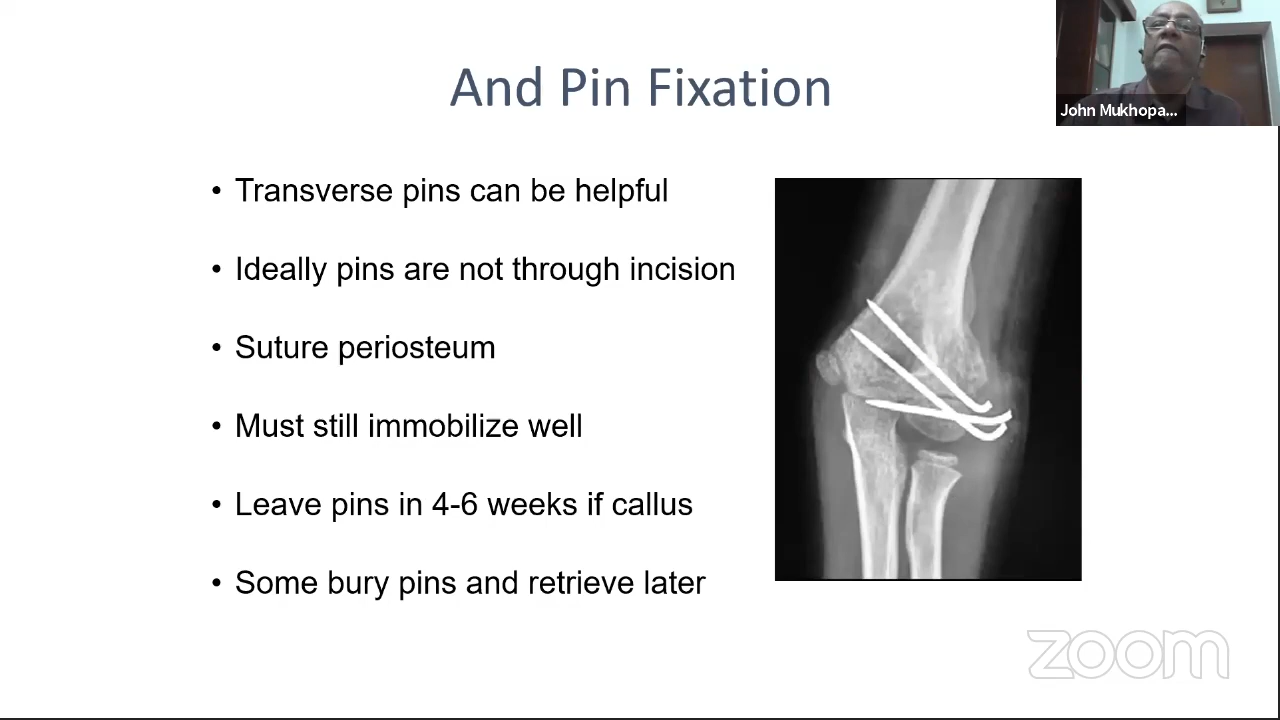 And Pin Fixation
John Mukhopa...
• Transverse pins can be helpful
• Ideally pins are not through incision
• Suture periosteum
• Must still immobilize well
• Leave pins in 4-6 weeks if callus
• Some bury pins and retrieve later
zoom